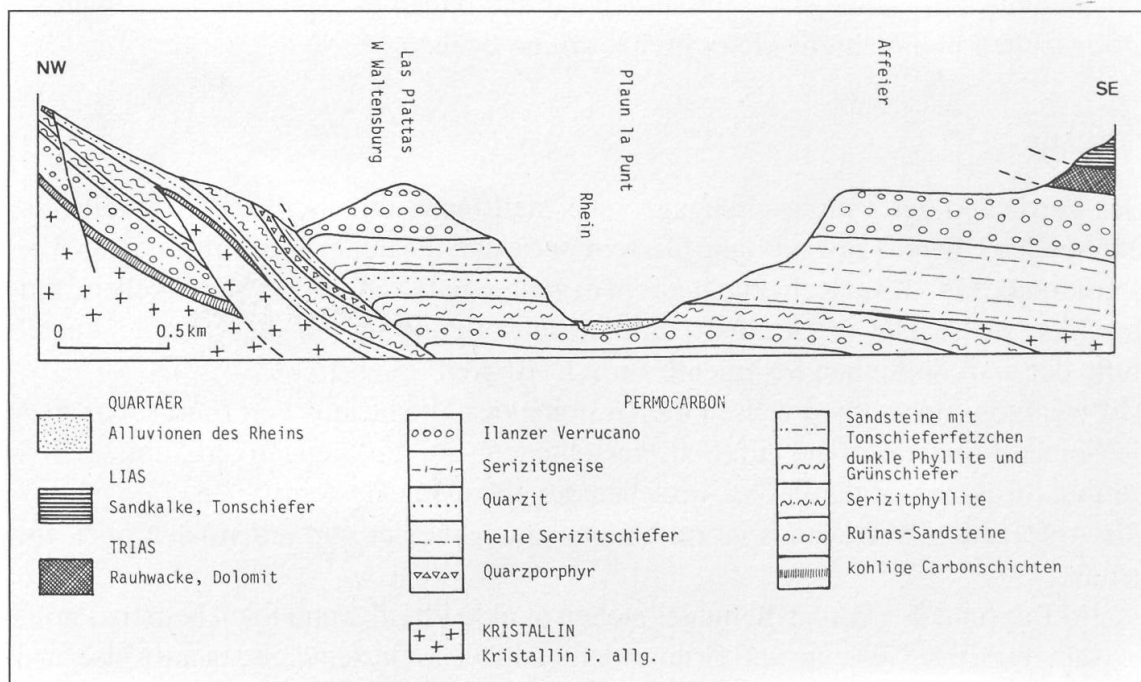 NW
Las Plattas
W Waltensburg
Rhein
Plaun la Punt
Affeier
SE
0 0.5km
QUARTAER
Alluvionen des Rheins
LIAS
Sandkalke, Tonschiefer
TRIAS
Rauhwacke, Dolomit
PERMOCARBON
Ilanzer Verrucano
Serizitgneise
Quarzit
helle Serizitschiefer
Quarzporphyr
KRISTALLIN
Kristallin i. allg.
Sandsteine mit
Tonschieferfetzchen
dunkle Phyllite und
Grünschiefer
Serizitphyllite
Ruinas-Sandsteine
kohlige Carbonschichten